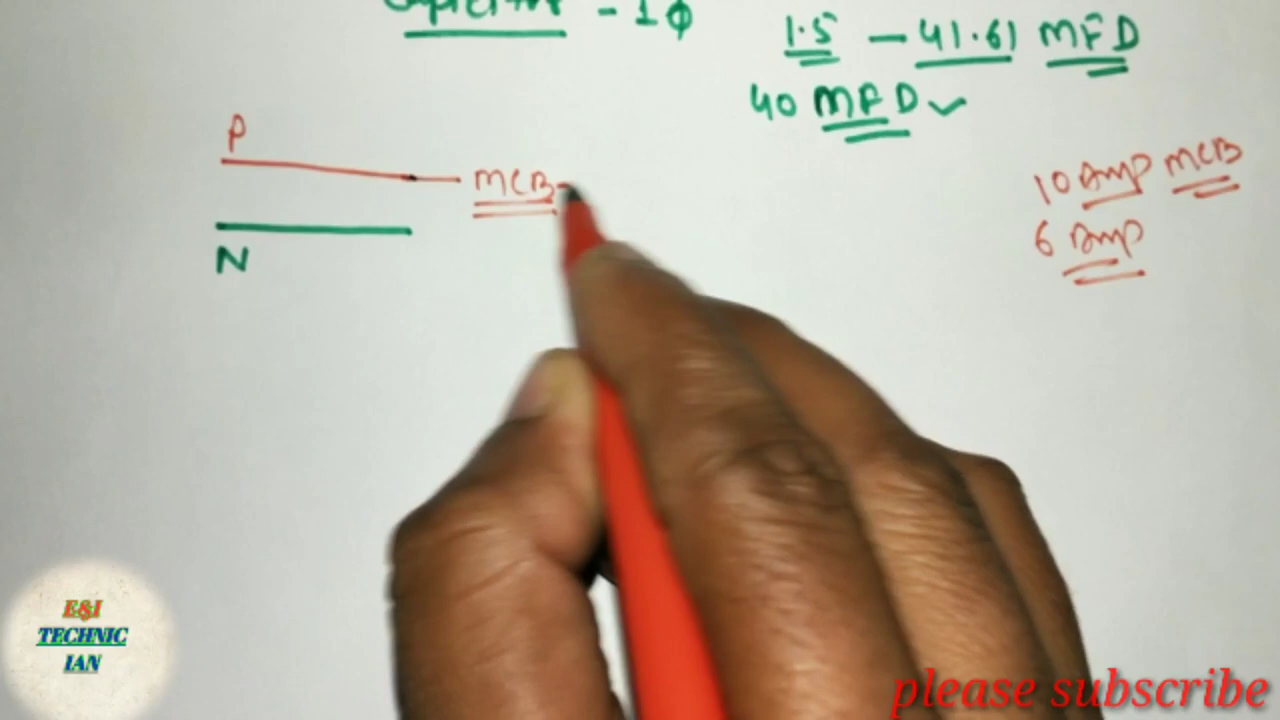 - 1φ
1.5 — 41.61 MFD
40 MFD ✓
P
MCB
10 Amp MCB
6 Amp
N
E&I
TECHNIC
IAN
please subscribe